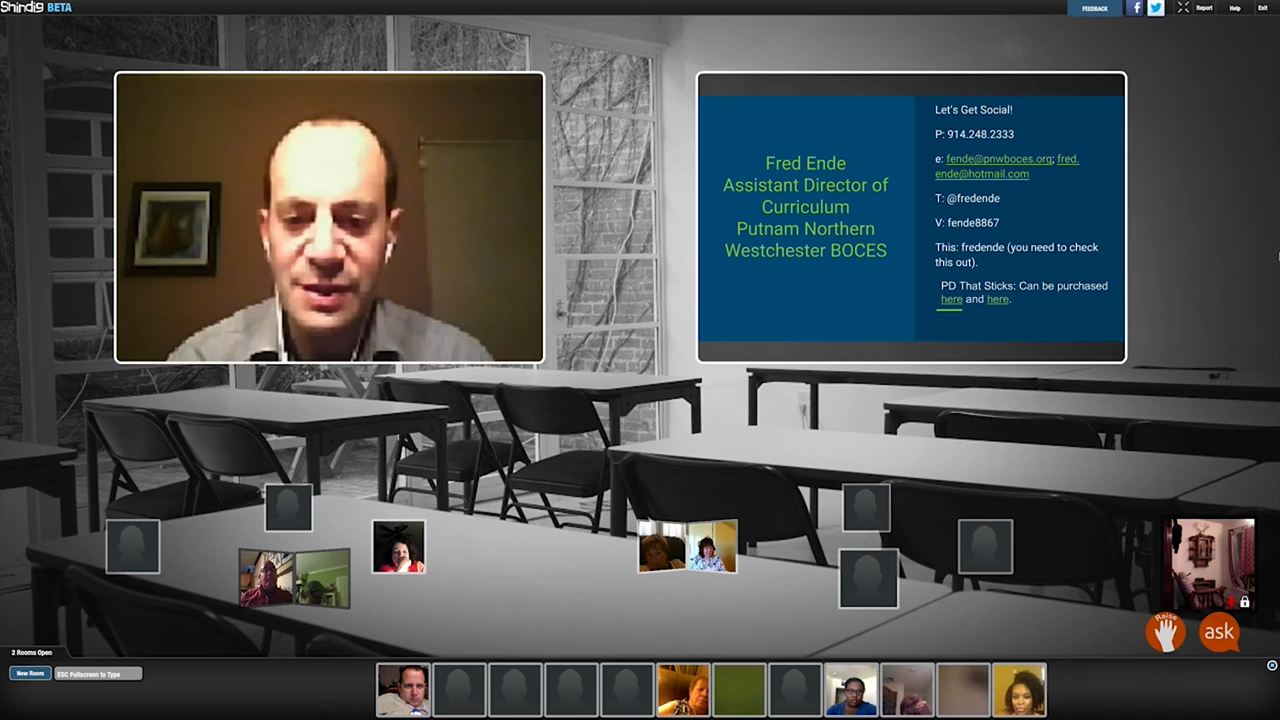 Shindig BETA
FEEDBACK
Report
Help
Exit
Fred Ende
Assistant Director of
Curriculum
Putnam Northern
Westchester BOCES
Let's Get Social!
P: 914.248.2333
e: fende@pnwboces.org; fred.
ende@hotmail.com
T: @fredende
V: fende8867
This: fredende (you need to check
this out).
PD That Sticks: Can be purchased
here and here.
Raise
ask
2 Rooms Open
New Room
ESC Fullscreen to Type